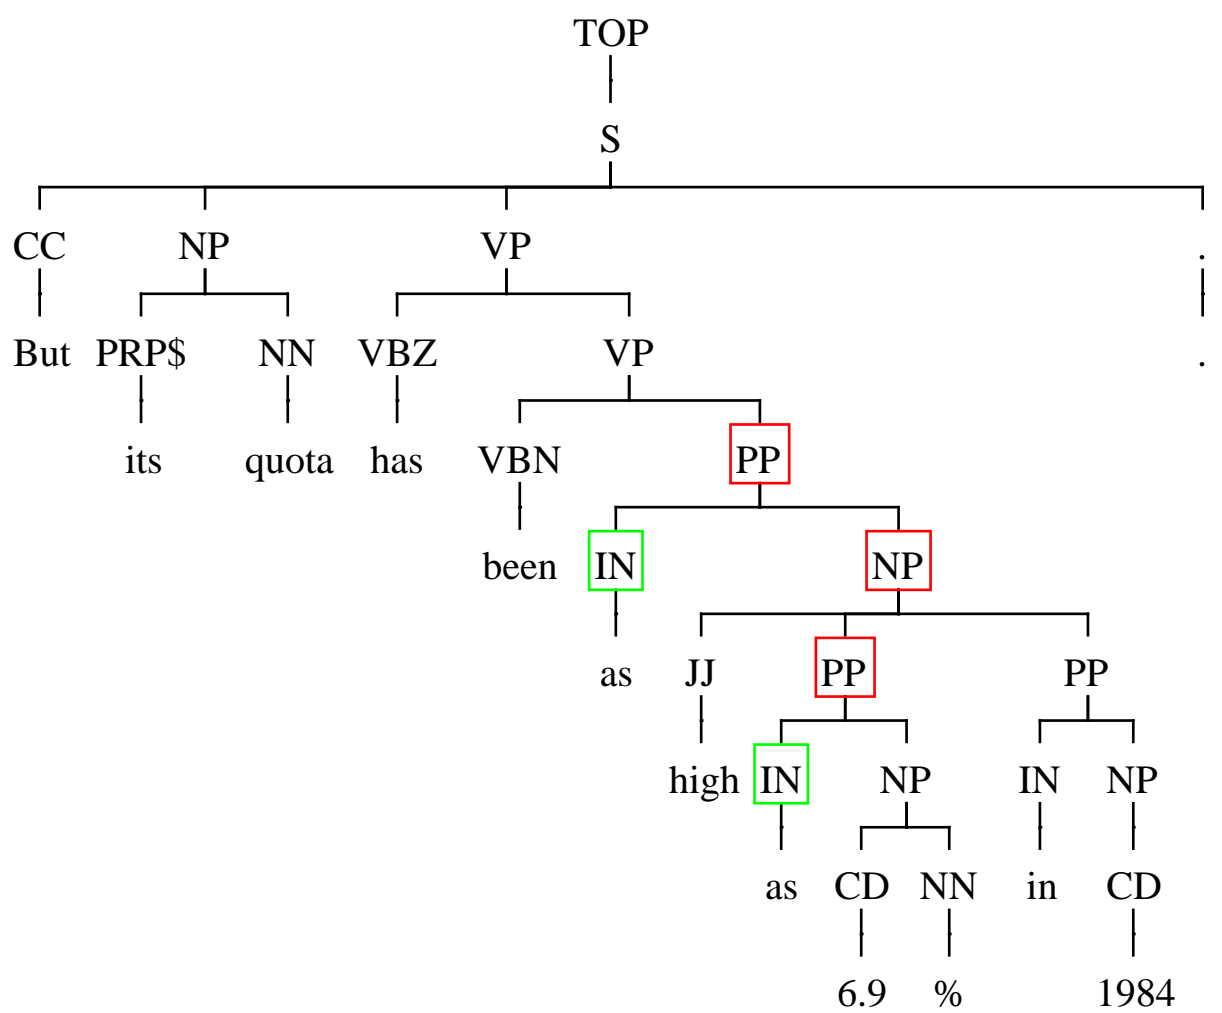 TOP
S
CC NP VP .
But PRP$ NN VBZ VP .
its quota has VBN PP
been IN NP
as JJ PP PP
high IN NP IN NP
as CD NN in CD
6.9 % 1984